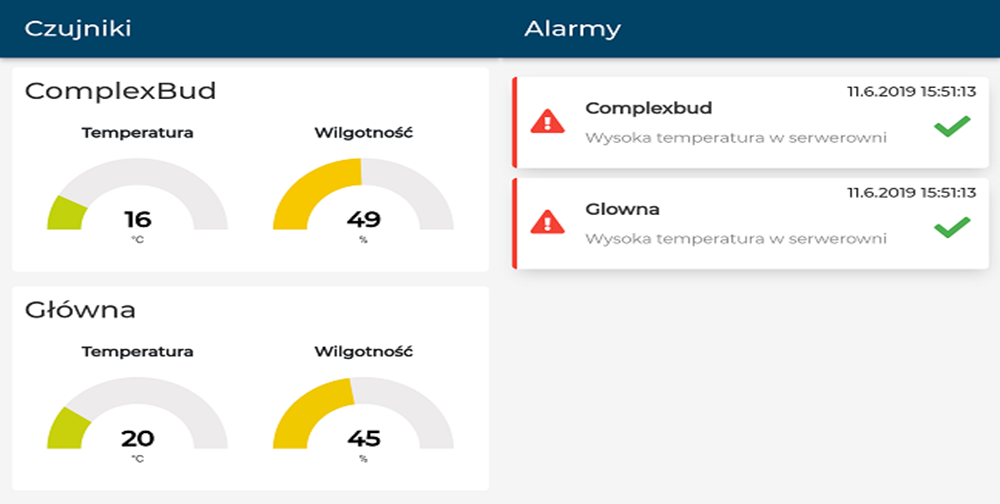 Czujniki
ComplexBud
Temperatura
Wilgotność
16
°C
49
%
Główna
Temperatura
Wilgotność
20
°C
45
%
Alarmy
11.6.2019 15:51:13
Complexbud
Wysoka temperatura w serwerowni
11.6.2019 15:51:13
Glowna
Wysoka temperatura w serwerowni